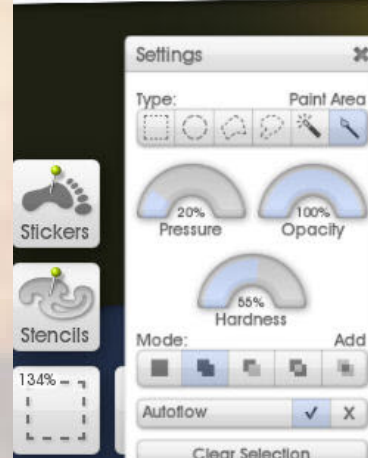 Settings
Type: Paint Area
20%
Pressure
100%
Opacity
Stickers
55%
Hardness
Stencils
Mode: Add
134%
Autoflow
Clear Selection